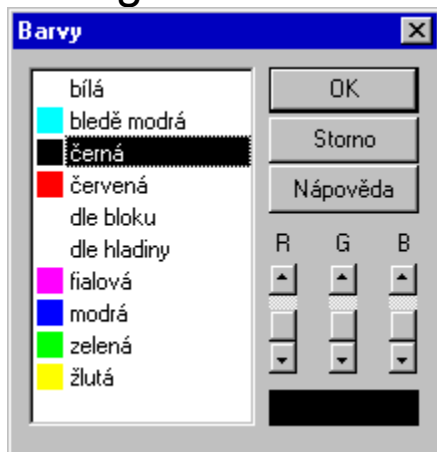 Barvy
bílá
bledě modrá
černá
červená
dle bloku
dle hladiny
fialová
modrá
zelená
žlutá
OK
Storno
Nápověda
R G B